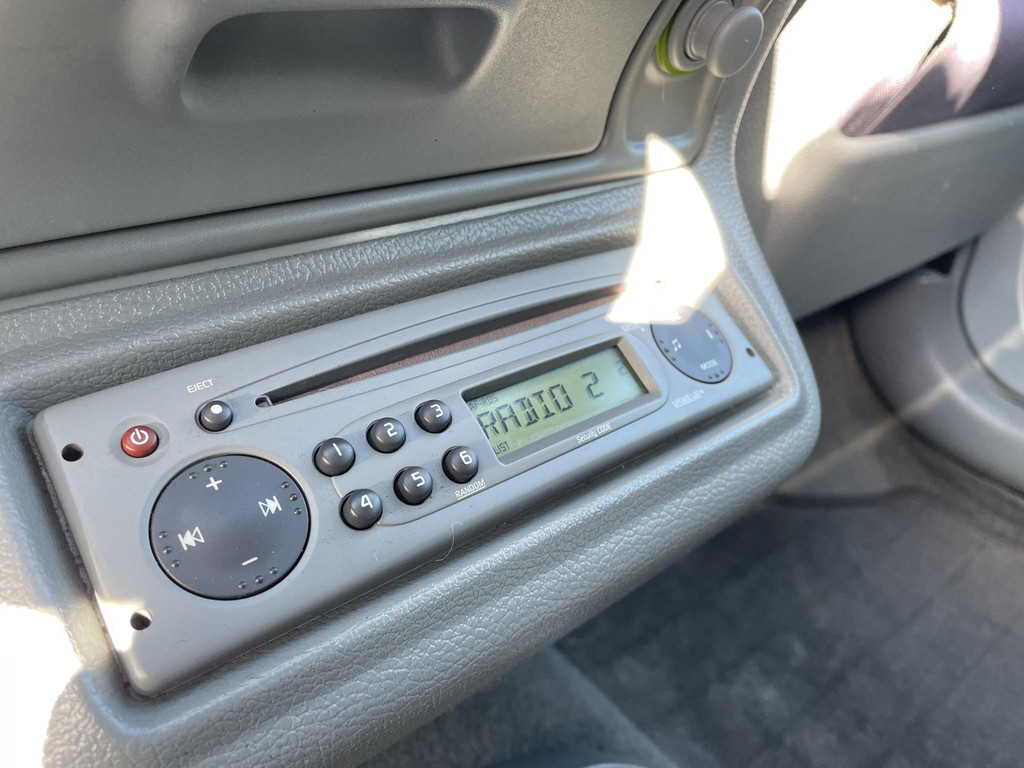 EJECT
1
2
3
4
5
6
RANDOM
RADIO 2
LIST
Security CODE
MODE